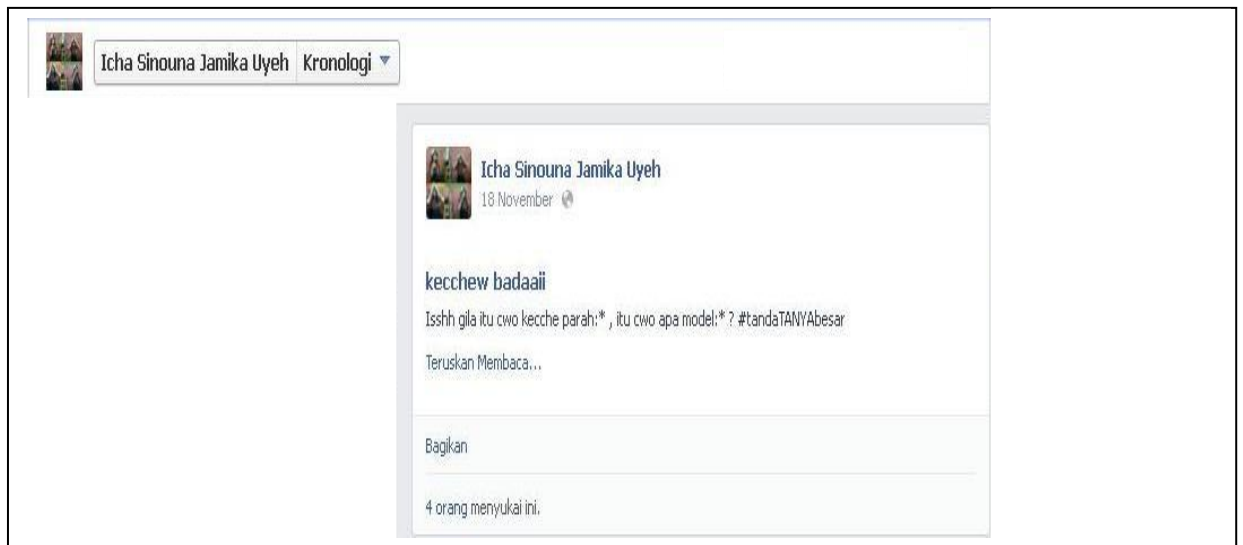 Icha Sinouna Jamika Uyeh Kronologi
Icha Sinouna Jamika Uyeh
18 November
kecchew badaaii
Isshh gila itu cwo kecche parah:* , itu cwo apa model:* ? #tandaTANYAbesar
Teruskan Membaca...
Bagikan
4 orang menyukai ini.